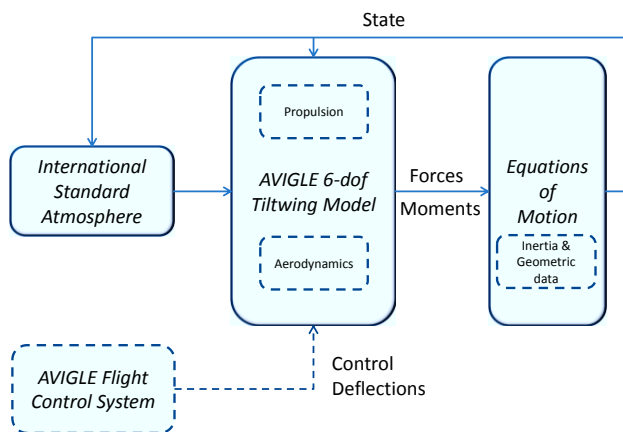 State
Propulsion
AVIGLE 6-dof
Tiltwing Model
Aerodynamics
International
Standard
Atmosphere
Forces
Moments
Equations
of
Motion
Inertia &
Geometric
data
AVIGLE Flight
Control System
Control
Deflections